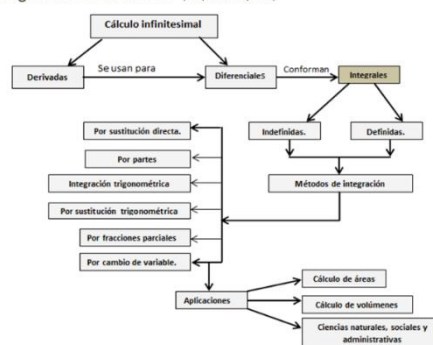 Cálculo infinitesimal
Derivadas
Se usan para
Diferenciales
Conforman
Integrales
Indefinidas.
Definidas.
Métodos de integración
Por sustitución directa.
Por partes
Integración trigonométrica
Por sustitución trigonométrica
Por fracciones parciales
Por cambio de variable.
Aplicaciones
Cálculo de áreas
Cálculo de volúmenes
Ciencias naturales, sociales y
administrativas